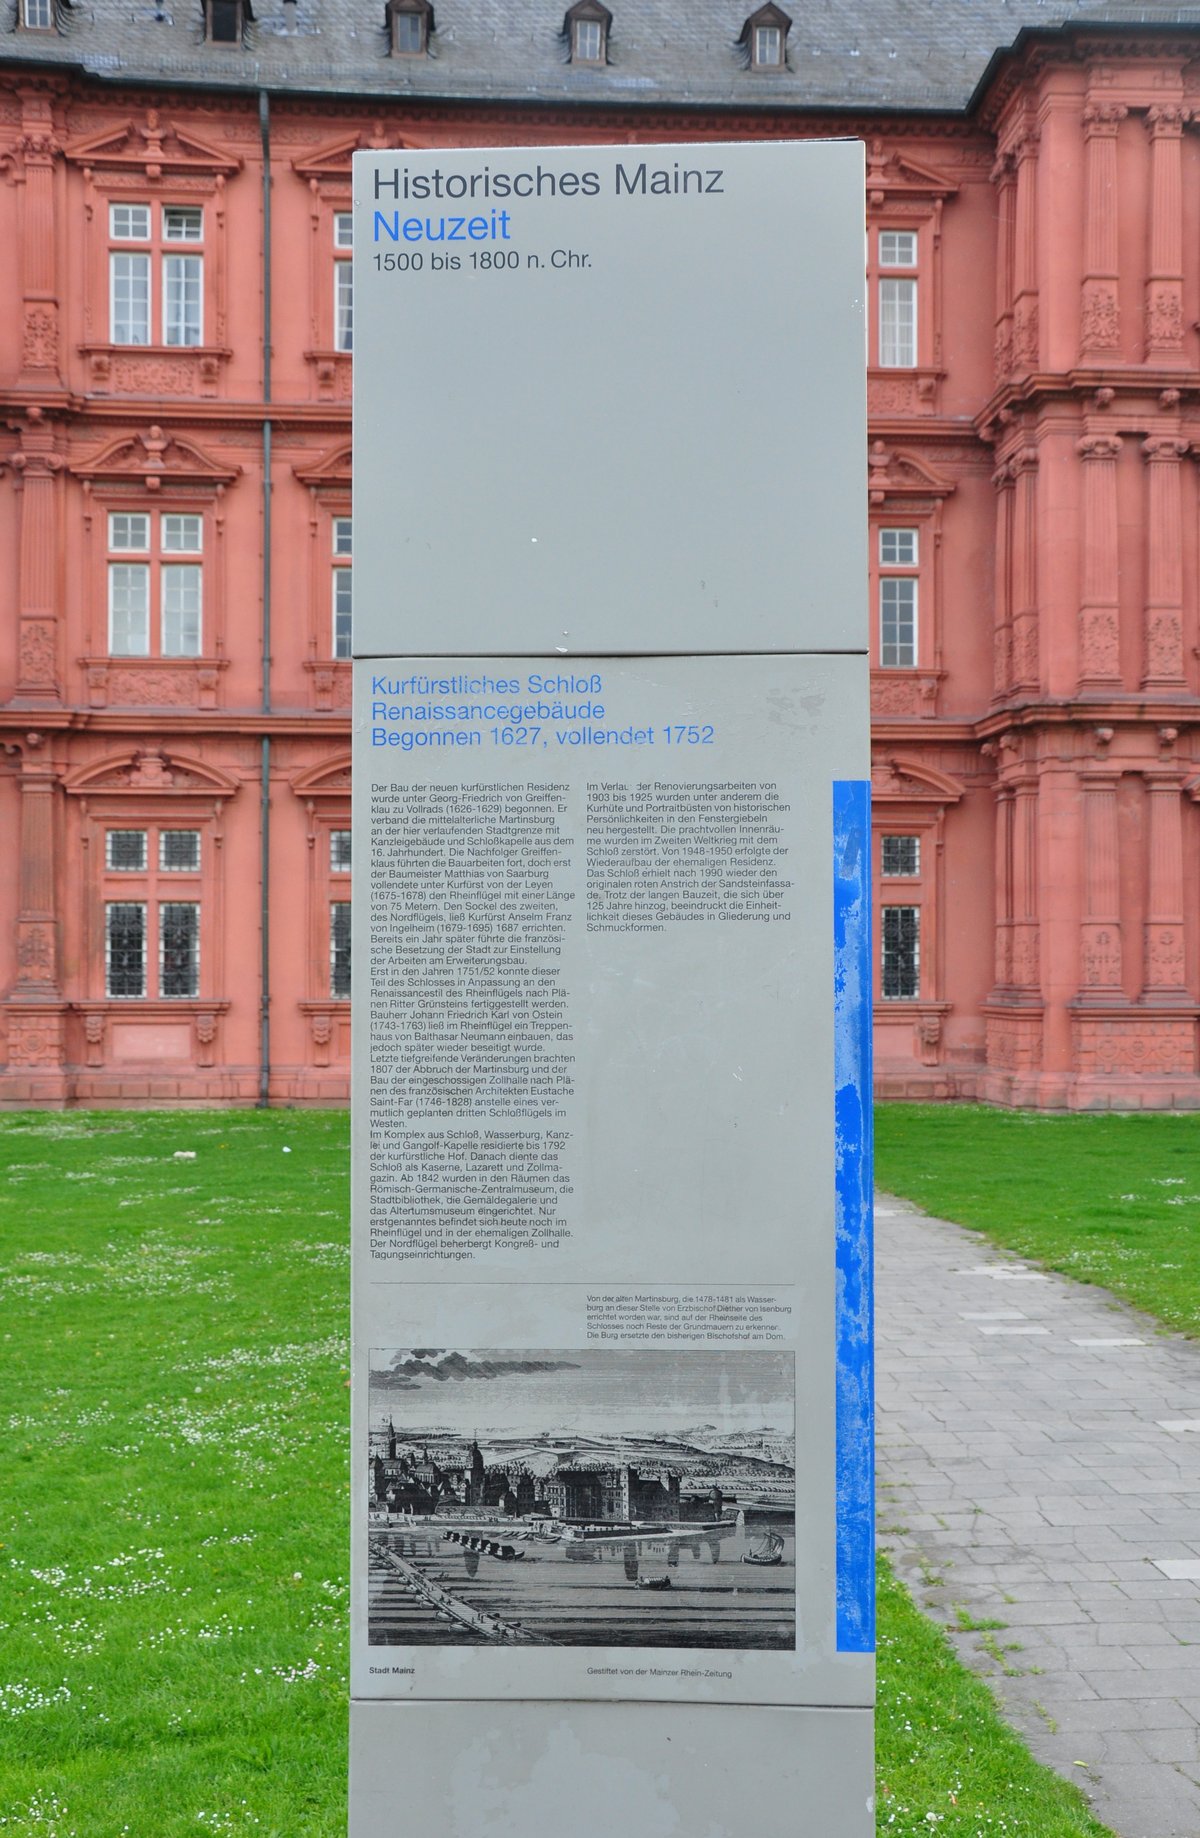 Historisches Mainz
Neuzeit
1500 bis 1800 n. Chr.
Kurfürstliches Schloß
Renaissancegebäude
Begonnen 1627, vollendet 1752
Der Bau der neuen kurfürstlichen Residenz
wurde unter Georg-Friedrich von Greiffen-
klau zu Vollrads (1626-1629) begonnen. Er
verband die mittelalterliche Martinsburg
an der hier verlaufenden Stadtgrenze mit
Kanzleigebäude und Schloßkapelle aus dem
16. Jahrhundert. Die Nachfolger Greiffen-
klaus führten die Bauarbeiten fort, doch erst
der Baumeister Matthias von Saarburg
vollendete unter Kurfürst von der Leyen
(1675-1678) den Rheinflügel mit einer Länge
von 75 Metern. Den Sockel des zweiten,
des Nordflügels, ließ Kurfürst Anselm Franz
von Ingelheim (1679-1695) 1687 errichten.
Bereits ein Jahr später führte die französi-
sche Besetzung der Stadt zur Einstellung
der Arbeiten am Erweiterungsbau.
Erst in den Jahren 1751/52 konnte dieser
Teil des Schlosses in Anpassung an den
Renaissancestil des Rheinflügels nach Plä-
nen Ritter Grünsteins fertiggestellt werden.
Bauherr Johann Friedrich Karl von Ostein
(1743-1763) ließ im Rheinflügel ein Treppen-
haus von Balthasar Neumann einbauen, das
jedoch später wieder beseitigt wurde.
Letzte tiefgreifende Veränderungen brachten
1807 der Abbruch der Martinsburg und der
Bau der eingeschossigen Zollhalle nach Plä-
nen des französischen Architekten Eustache
Saint-Far (1746-1828) anstelle eines ver-
mutlich geplanten dritten Schloßflügels im
Westen.
Im Komplex aus Schloß, Wasserburg, Kanz-
lei und Gangolf-Kapelle residierte bis 1792
der kurfürstliche Hof. Danach diente das
Schloß als Kaserne, Lazarett und Zollma-
gazin. Ab 1842 wurden in den Räumen das
Römisch-Germanische-Zentralmuseum, die
Stadtbibliothek, die Gemäldegalerie und
das Altertumsmuseum eingerichtet. Nur
erstgenanntes befindet sich heute noch im
Rheinflügel und in der ehemaligen Zollhalle.
Der Nordflügel beherbergt Kongreß- und
Tagungseinrichtungen.
Im Verlauf der Renovierungsarbeiten von
1903 bis 1925 wurden unter anderem die
Kurhüte und Portraitbüsten von historischen
Persönlichkeiten in den Fenstergiebeln
neu hergestellt. Die prachtvollen Innenräu-
me wurden im Zweiten Weltkrieg mit dem
Schloß zerstört. Von 1948-1950 erfolgte der
Wiederaufbau der ehemaligen Residenz.
Das Schloß erhielt nach 1990 wieder den
originalen roten Anstrich der Sandsteinfassa-
de. Trotz der langen Bauzeit, die sich über
125 Jahre hinzog, beeindruckt die Einheit-
lichkeit dieses Gebäudes in Gliederung und
Schmuckformen.
Von der alten Martinsburg, die 1478-1481 als Wasser-
burg an dieser Stelle von Erzbischof Diether von Isenburg
errichtet worden war, sind auf der Rheinseite des
Schlosses noch Reste der Grundmauern zu erkennen.
Die Burg ersetzte den bisherigen Bischofshof am Dom.
Stadt Mainz
Gestiftet von der Mainzer Rhein-Zeitung